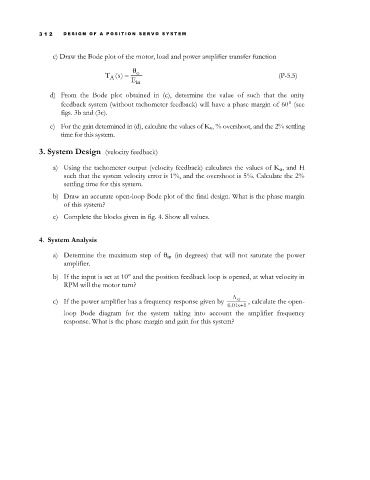 312 DESIGN OF A POSITION SERVO SYSTEM
c) Draw the Bode plot of the motor, load and power amplifier transfer function
T_A(s) = θ_o / E_in (P-5.5)
d) From the Bode plot obtained in (c), determine the value of such that the unity
feedback system (without tachometer feedback) will have a phase margin of 60° (see
figs. 3b and (3c).
e) For the gain determined in (d), calculate the values of K_v, % overshoot, and the 2% settling
time for this system.
3. System Design (velocity feedback)
a) Using the tachometer output (velocity feedback) calculates the values of K_a, and H
such that the system velocity error is 1%, and the overshoot is 5%. Calculate the 2%
settling time for this system.
b) Draw an accurate open-loop Bode plot of the final design. What is the phase margin
of this system?
c) Complete the blocks given in fig. 4. Show all values.
4. System Analysis
a) Determine the maximum step of θ_in (in degrees) that will not saturate the power
amplifier.
b) If the input is set at 10° and the position feedback loop is opened, at what velocity in
RPM will the motor turn?
c) If the power amplifier has a frequency response given by / 0.01s+1 , calculate the open-
loop Bode diagram for the system taking into account the amplifier frequency
response. What is the phase margin and gain for this system?